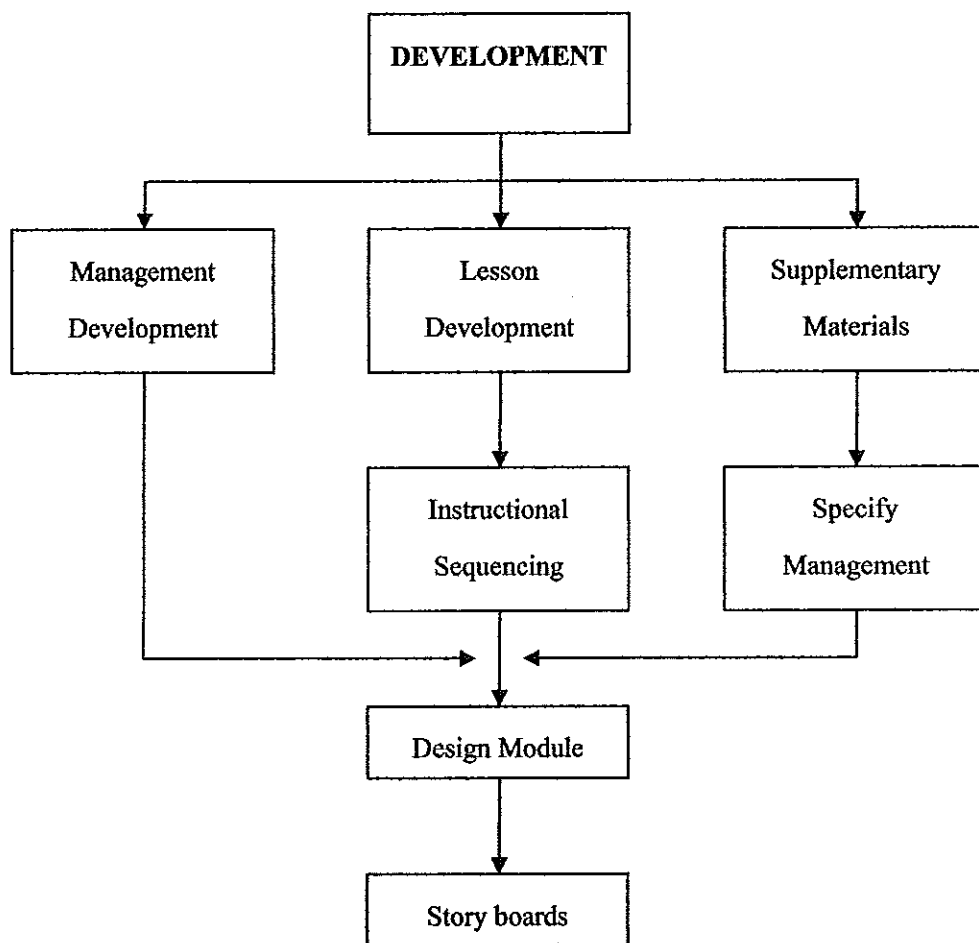 DEVELOPMENT
Management
Development
Lesson
Development
Supplementary
Materials
Instructional
Sequencing
Specify
Management
Design Module
Story boards